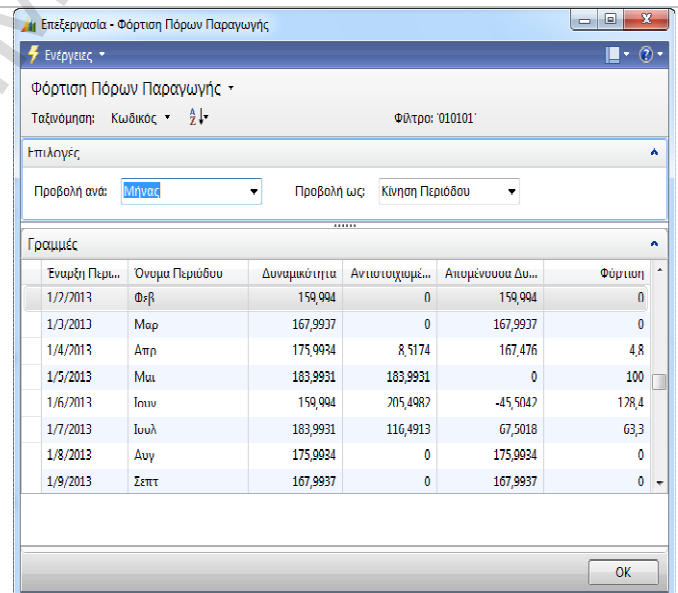 Επεξεργασία - Φόρτιση Πόρων Παραγωγής
Ενέργειες
Φόρτιση Πόρων Παραγωγής
Ταξινόμηση: Κωδικός Φίλτρο: '010101'
Επιλογές
Προβολή ανά: Μήνας Προβολή ως: Κίνηση Περιόδου
Γραμμές
Έναρξη Περι... Όνομα Περιόδου Δυναμικότητα Αντιστοιχισμέ... Απομένουσα Δυ... Φόρτιση
1/2/2013 Φεβ 159,994 0 159,994 0
1/3/2013 Μαρ 167,9937 0 167,9937 0
1/4/2013 Απρ 175,9934 8,5174 167,476 4,8
1/5/2013 Μαι 183,9931 183,9931 0 100
1/6/2013 Ιουν 159,994 205,4982 -45,5042 128,4
1/7/2013 Ιουλ 183,9931 116,4913 67,5018 63,3
1/8/2013 Αυγ 175,9934 0 175,9934 0
1/9/2013 Σεπτ 167,9937 0 167,9937 0
OK